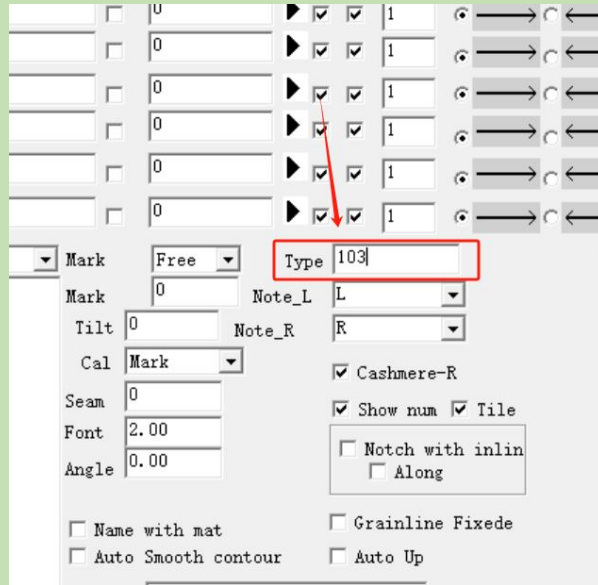 0 1
0 1
0 1
0 1
0 1
0 1
Mark Free Type 103
Mark 0 Note_L L
Tilt 0 Note_R R
Cal Mark Cashmere-R
Seam 0 Show num Tile
Font 2.00 Notch with inlin
Angle 0.00 Along
Name with mat Grainline Fixede
Auto Smooth contour Auto Up